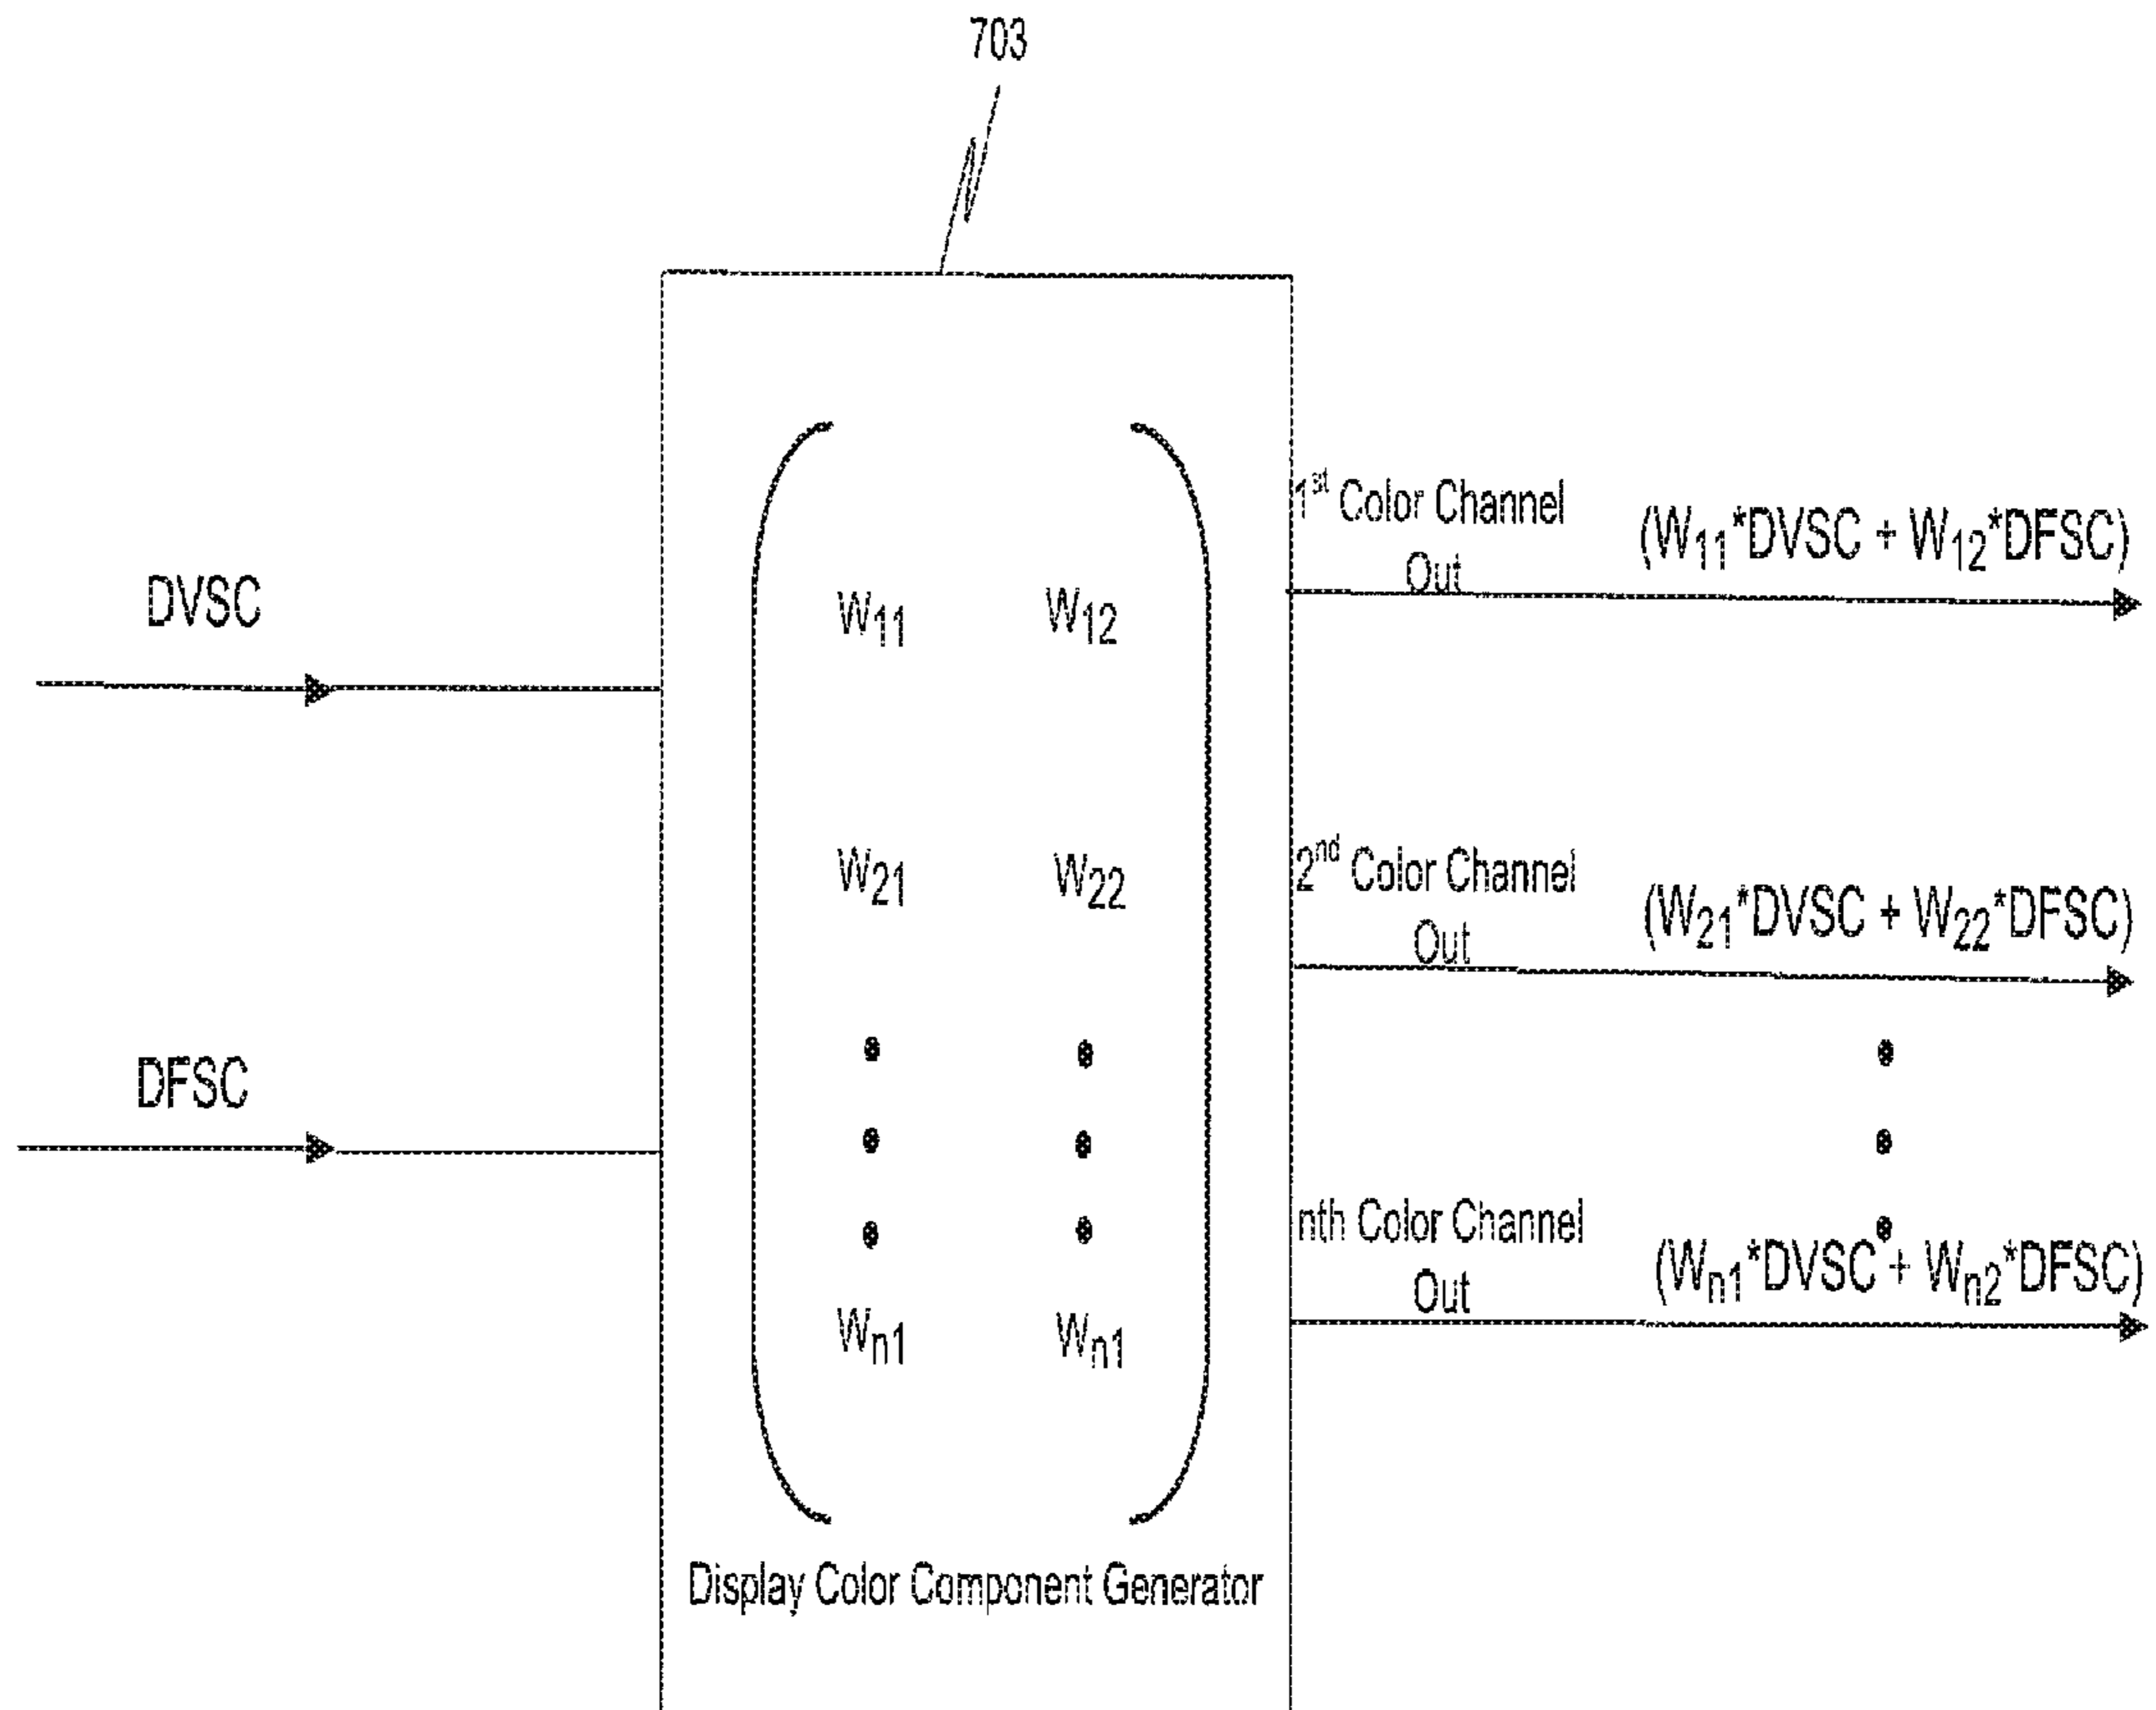 703
DVSC
DFSC
W11 W12
W21 W22
Wn1 Wn1
Display Color Component Generator
1st Color Channel
Out
(W11*DVSC + W12*DFSC)
2nd Color Channel
Out
(W21*DVSC + W22*DFSC)
nth Color Channel
Out
(Wn1*DVSC + Wn2*DFSC)